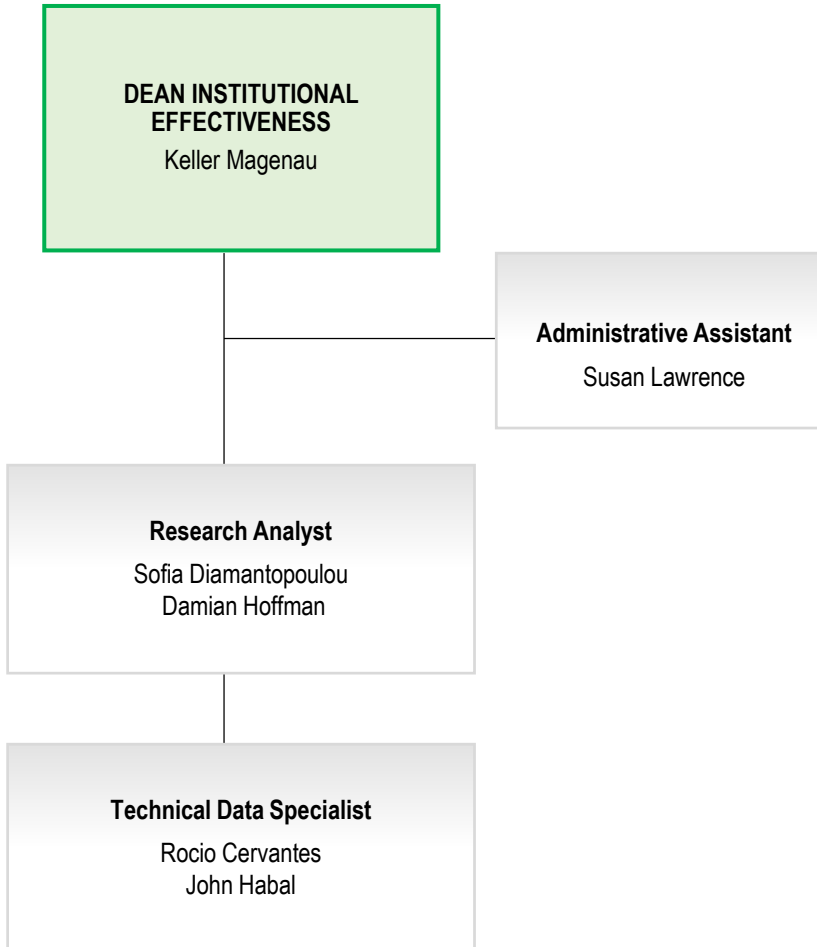 DEAN INSTITUTIONAL
EFFECTIVENESS
Keller Magenau
Administrative Assistant
Susan Lawrence
Research Analyst
Sofia Diamantopoulou
Damian Hoffman
Technical Data Specialist
Rocio Cervantes
John Habal